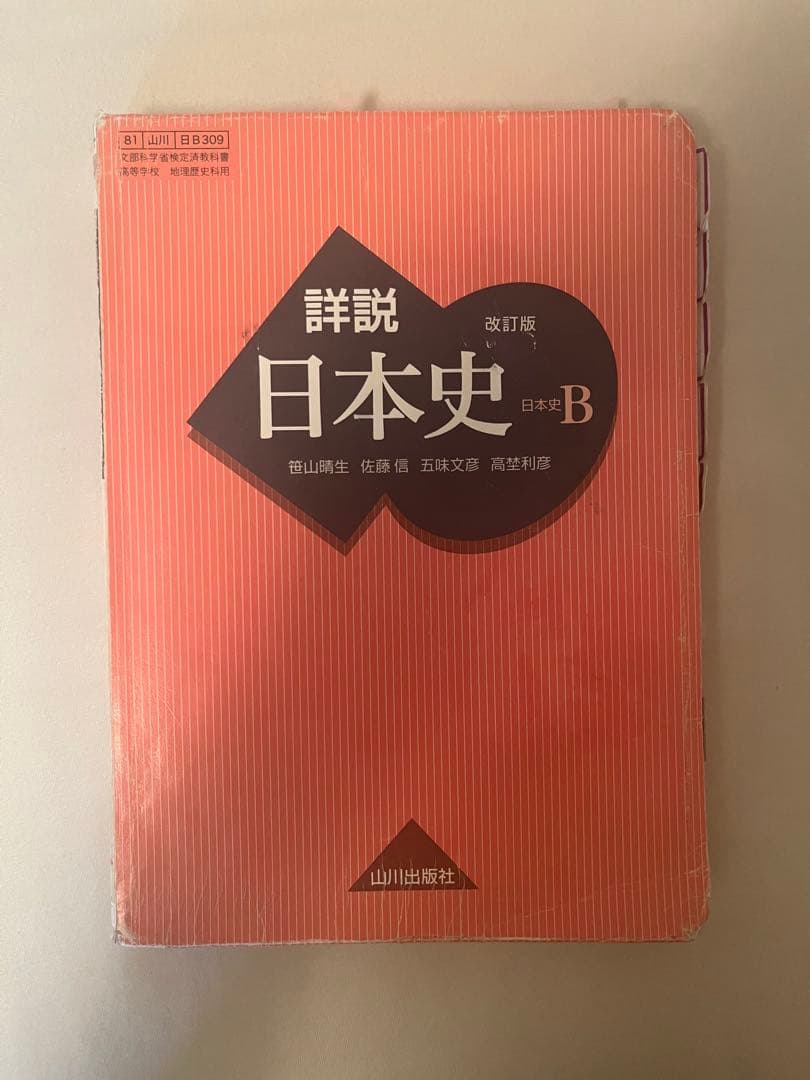 81 山川 日B309
文部科学省検定済教科書
高等学校 地理歴史科用
詳説
改訂版
日本史
日本史B
笹山晴生 佐藤信 五味文彦 高埜利彦
山川出版社